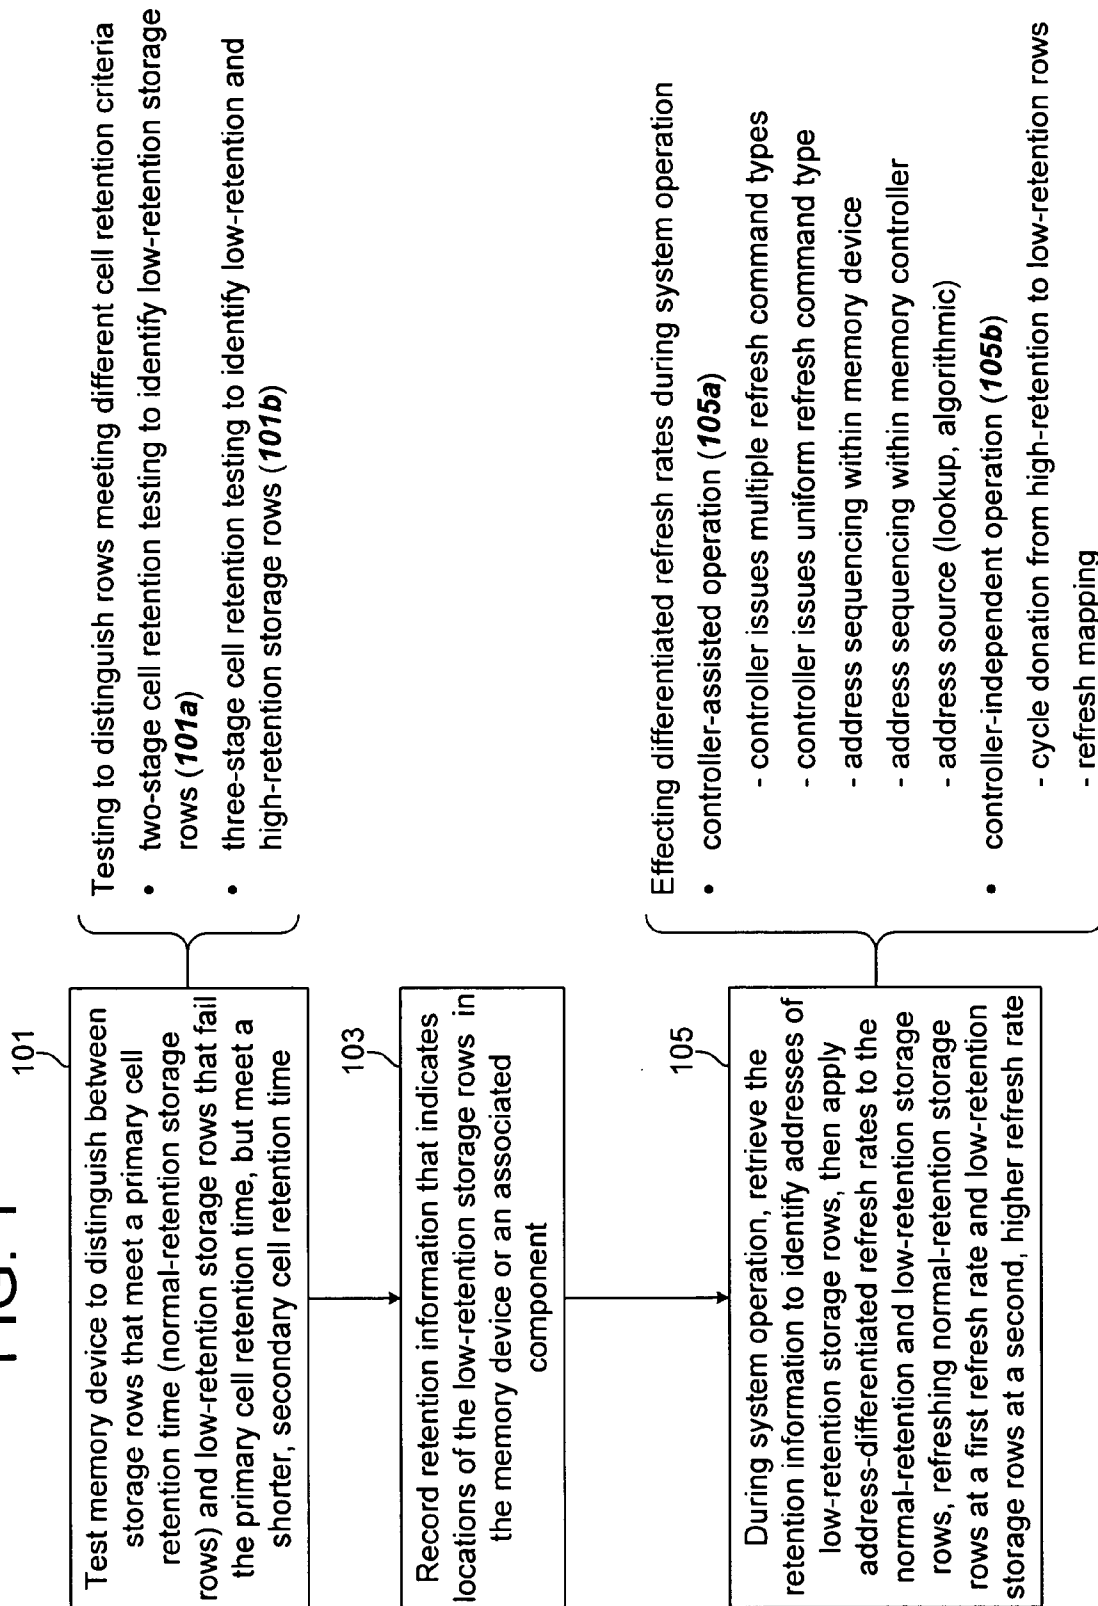 FIG. 1
101
Test memory device to distinguish between
storage rows that meet a primary cell
retention time (normal-retention storage
rows) and low-retention storage rows that fail
the primary cell retention time, but meet a
shorter, secondary cell retention time
Testing to distinguish rows meeting different cell retention criteria
• two-stage cell retention testing to identify low-retention storage
rows (101a)
• three-stage cell retention testing to identify low-retention and
high-retention storage rows (101b)
103
Record retention information that indicates
locations of the low-retention storage rows in
the memory device or an associated
component
105
During system operation, retrieve the
retention information to identify addresses of
low-retention storage rows, then apply
address-differentiated refresh rates to the
normal-retention and low-retention storage
rows, refreshing normal-retention storage
rows at a first refresh rate and low-retention
storage rows at a second, higher refresh rate
Effecting differentiated refresh rates during system operation
• controller-assisted operation (105a)
- controller issues multiple refresh command types
- controller issues uniform refresh command type
- address sequencing within memory device
- address sequencing within memory controller
- address source (lookup, algorithmic)
• controller-independent operation (105b)
- cycle donation from high-retention to low-retention rows
- refresh mapping